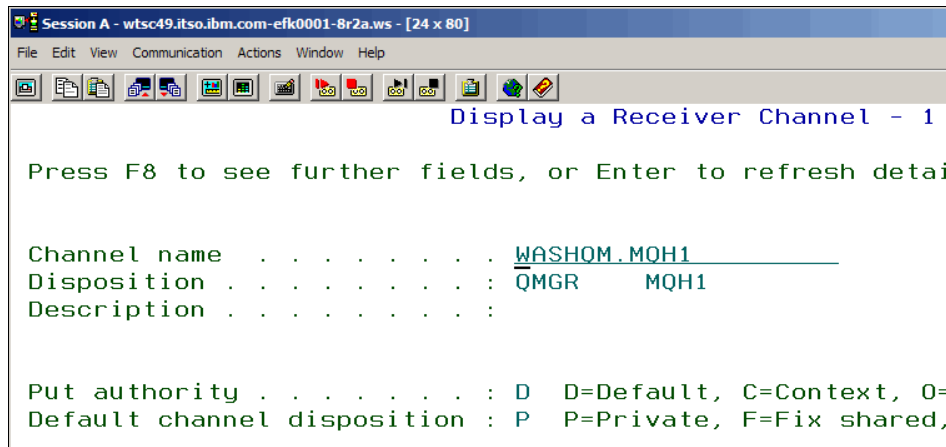 Session A - wtsc49.itso.ibm.com-efk0001-8r2a.ws - [24 x 80]
File Edit View Communication Actions Window Help
Display a Receiver Channel - 1
Press F8 to see further fields, or Enter to refresh detai
Channel name . . . . . . . . WASHQM.MQH1
Disposition . . . . . . . . : QMGR MQH1
Description . . . . . . . . :
Put authority . . . . . . . : D D=Default, C=Context, O=
Default channel disposition : P P=Private, F=Fix shared,